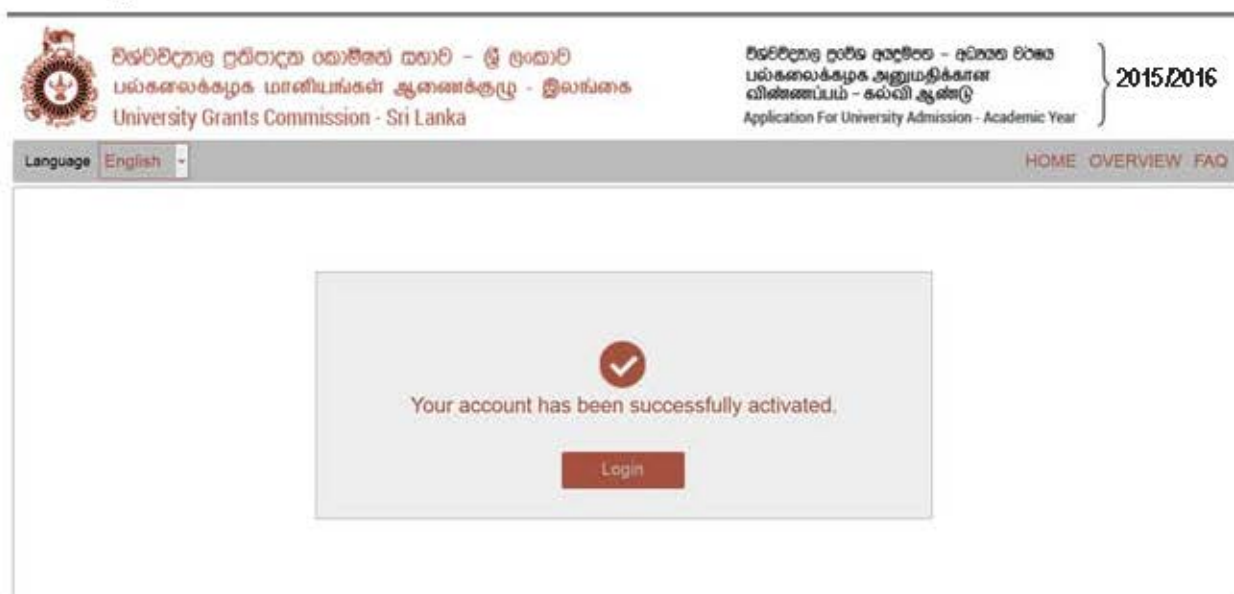 විශ්වවිද්‍යාල ප්‍රතිපාදන කොමිෂන් සභාව - ශ්‍රී ලංකාව
பல்கலைக்கழக மானியங்கள் ஆணைக்குழு - இலங்கை
University Grants Commission - Sri Lanka
විශ්වවිද්‍යාල ප්‍රවේශ අයදුම්පත - අධ්‍යයන වර්ෂය
பல்கலைக்கழக அனுமதிக்கான
விண்ணப்பம் - கல்வி ஆண்டு
Application For University Admission - Academic Year
2015/2016
Language English
HOME OVERVIEW FAQ
Your account has been successfully activated.
Login